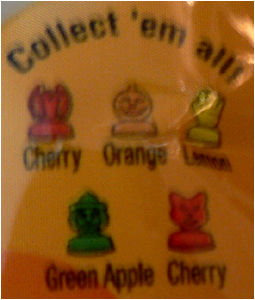 Collect 'em all!
Cherry Orange Lemon
Green Apple Cherry